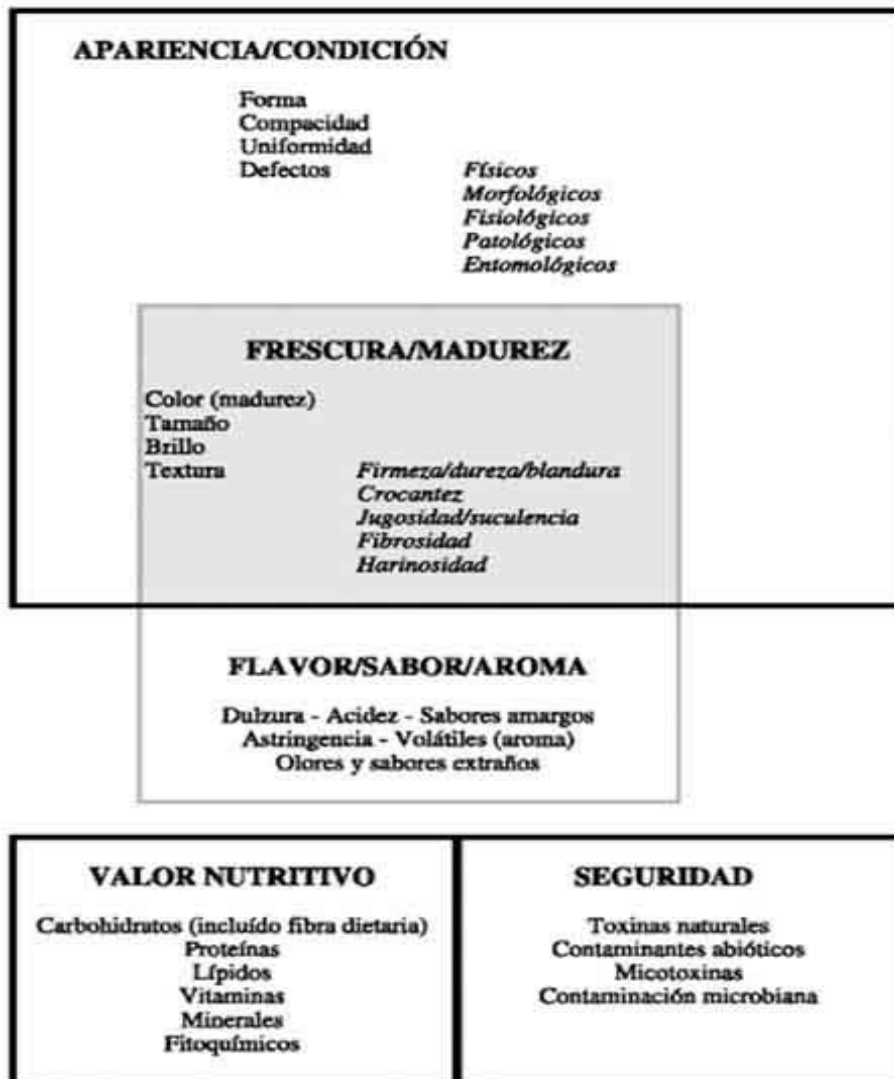 APARIENCIA/CONDICIÓN
Forma
Compacidad
Uniformidad
Defectos Físicos
Morfológicos
Fisiológicos
Patológicos
Entomológicos
FRESCURA/MADUREZ
Color (madurez)
Tamaño
Brillo
Textura Firmeza/dureza/blandura
Crocantez
Jugosidad/suculencia
Fibrosidad
Harinosidad
FLAVOR/SABOR/AROMA
Dulzura - Acidez - Sabores amargos
Astringencia - Volátiles (aroma)
Olores y sabores extraños
VALOR NUTRITIVO
Carbohidratos (incluído fibra dietaria)
Proteínas
Lípidos
Vitaminas
Minerales
Fitoquímicos
SEGURIDAD
Toxinas naturales
Contaminantes abióticos
Micotoxinas
Contaminación microbiana